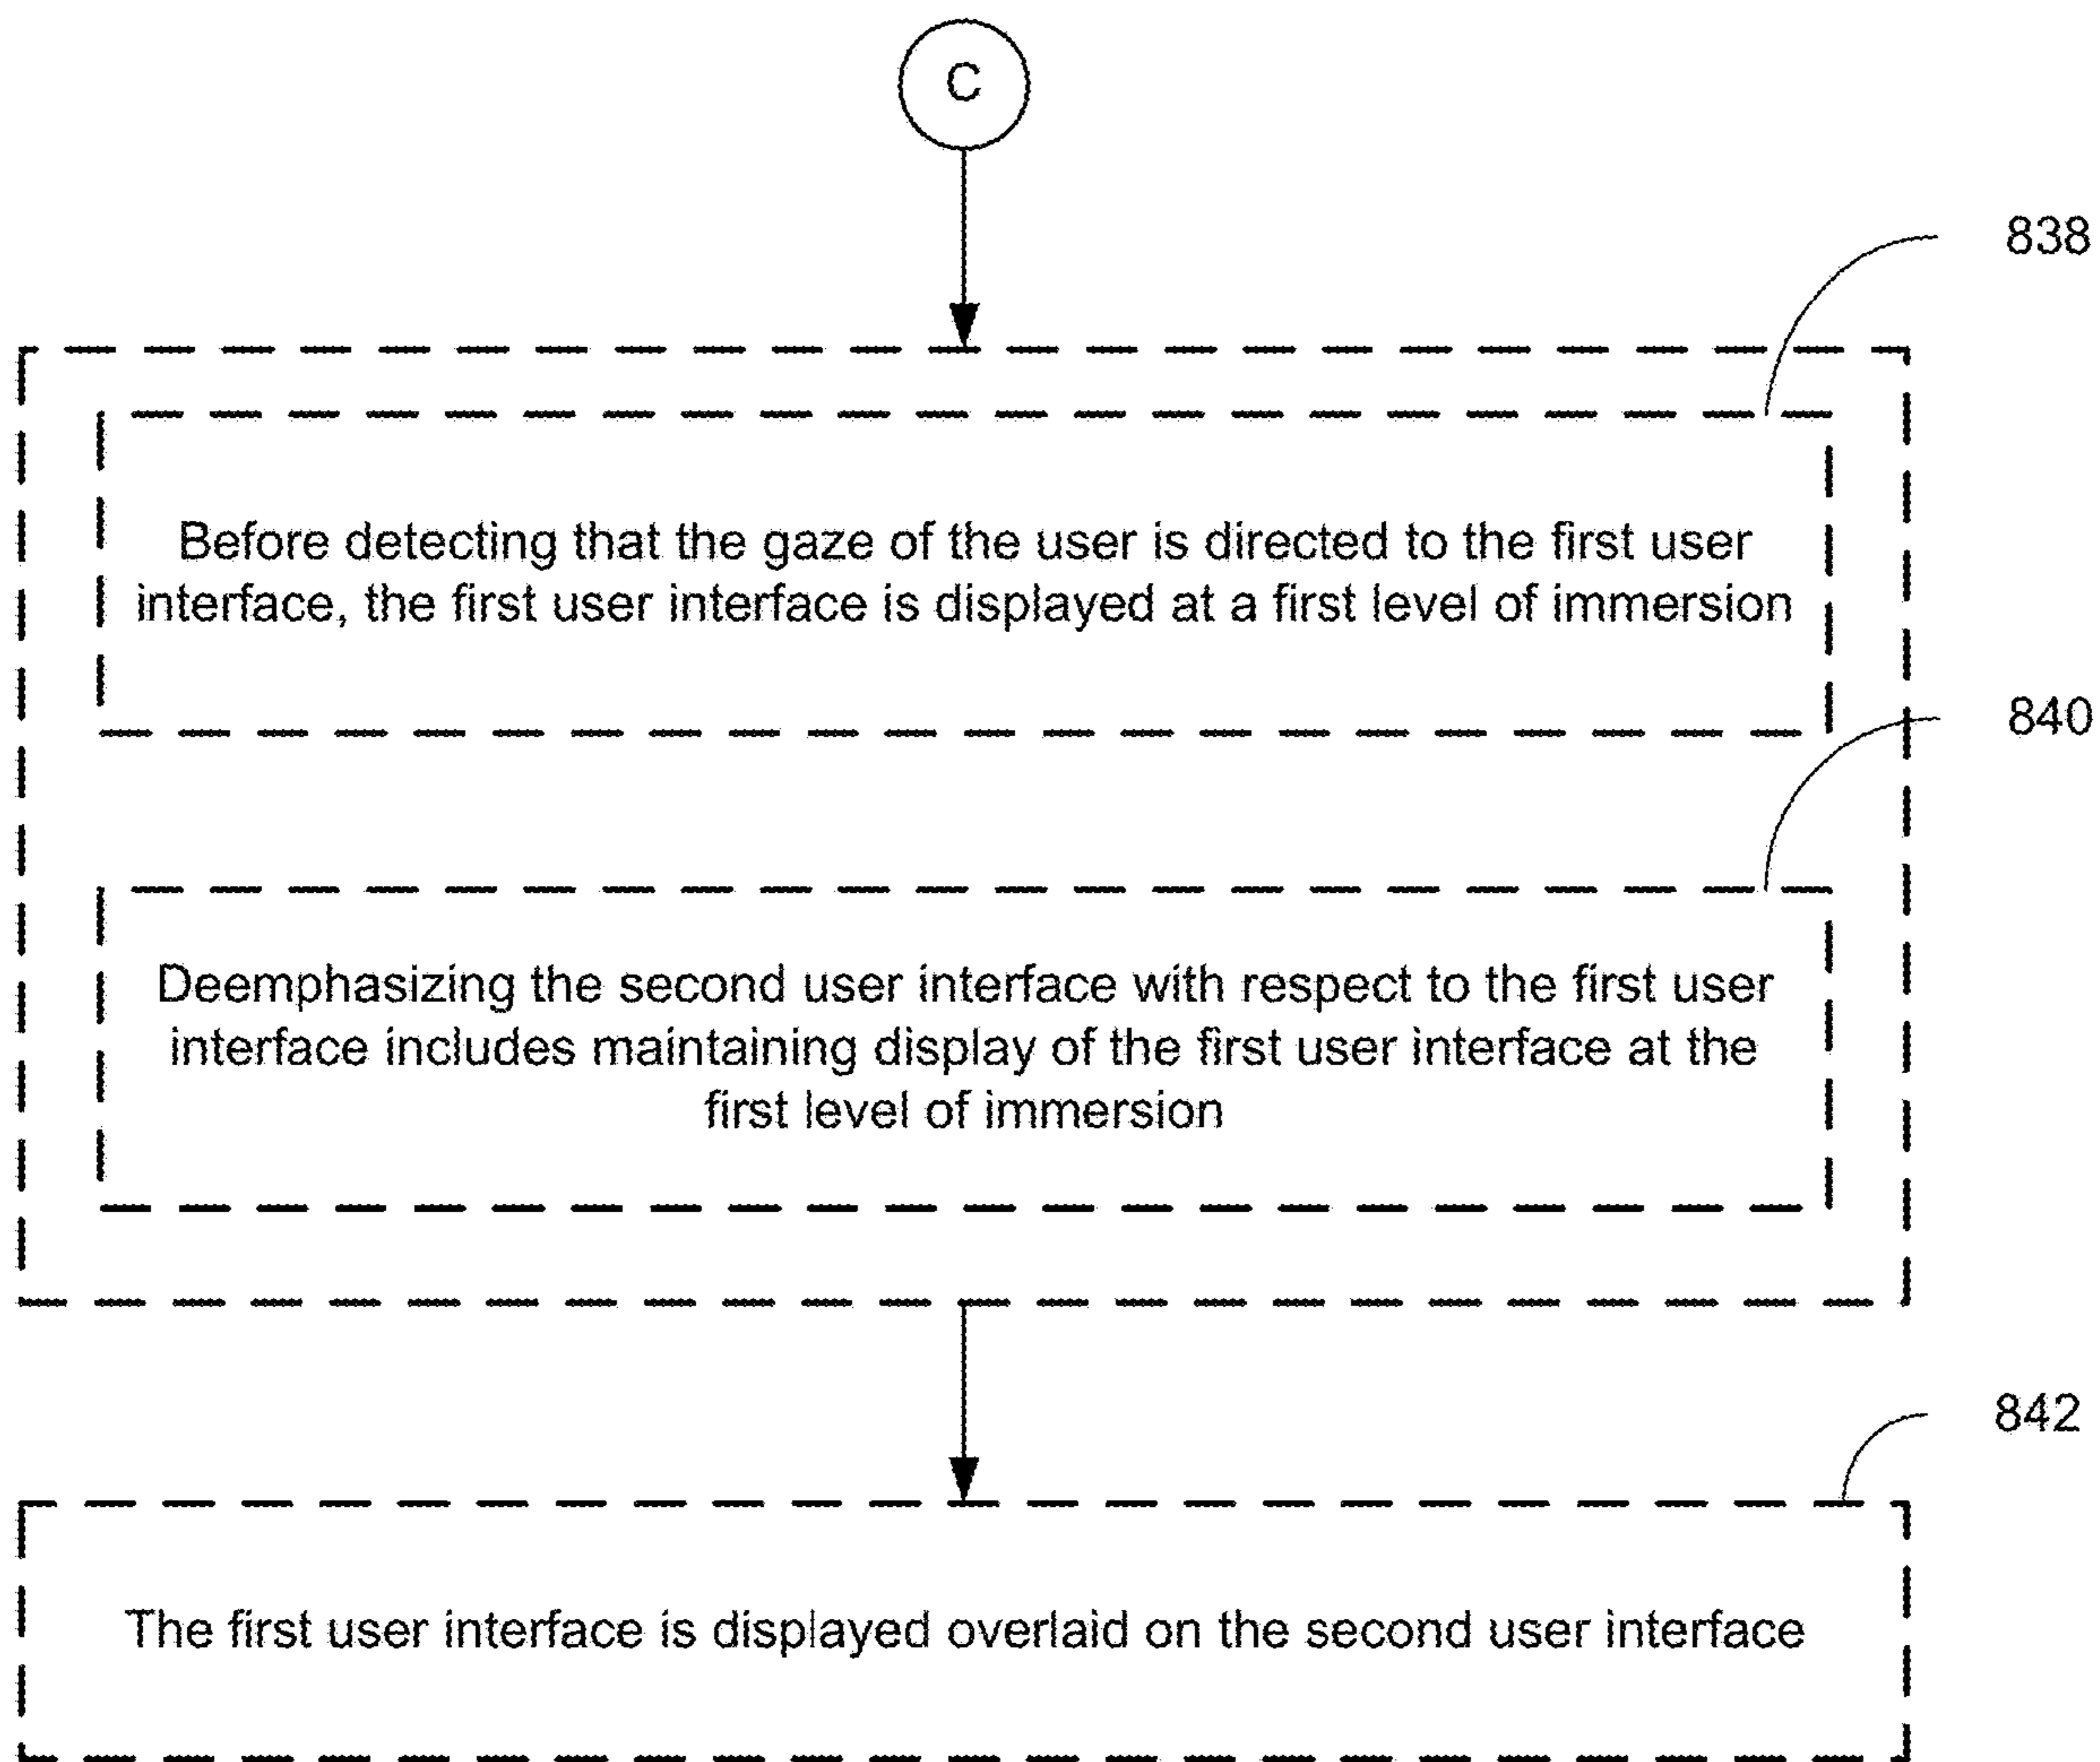 C
838
Before detecting that the gaze of the user is directed to the first user
interface, the first user interface is displayed at a first level of immersion
840
Deemphasizing the second user interface with respect to the first user
interface includes maintaining display of the first user interface at the
first level of immersion
842
The first user interface is displayed overlaid on the second user interface